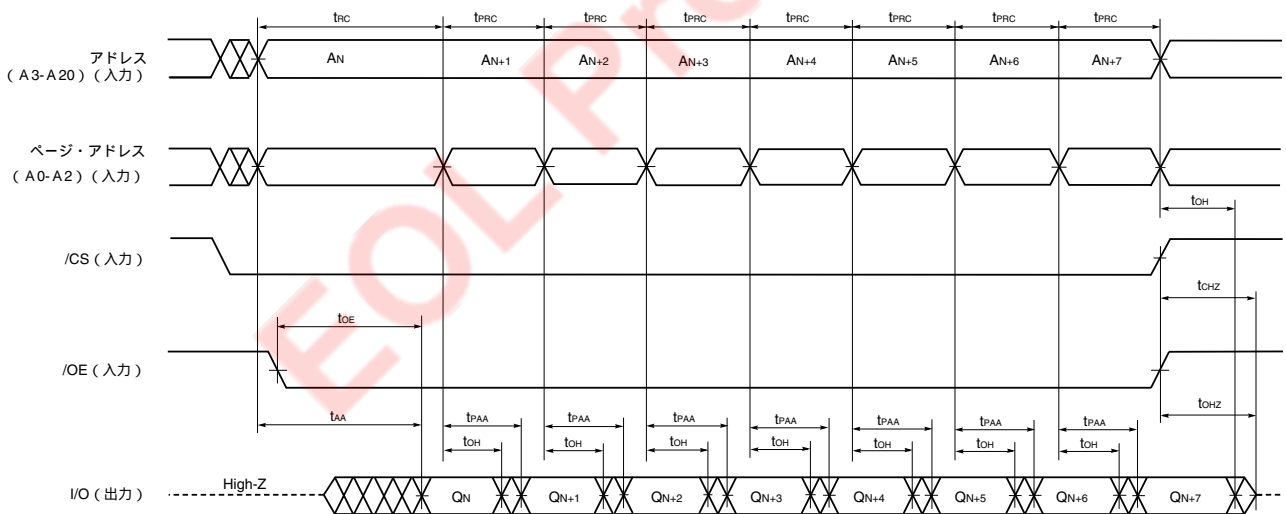 tRC tPRC tPRC tPRC tPRC tPRC tPRC tPRC
アドレス
(A3-A20)(入力)
AN AN+1 AN+2 AN+3 AN+4 AN+5 AN+6 AN+7
ページ・アドレス
(A0-A2)(入力)
tOH
/CS(入力)
tCHZ
tOE
/OE(入力)
tOHZ
tAA tPAA tPAA tPAA tPAA tPAA tPAA tPAA
tOH tOH tOH tOH tOH tOH tOH
I/O(出力)
High-Z
QN QN+1 QN+2 QN+3 QN+4 QN+5 QN+6 QN+7
EOL Pr